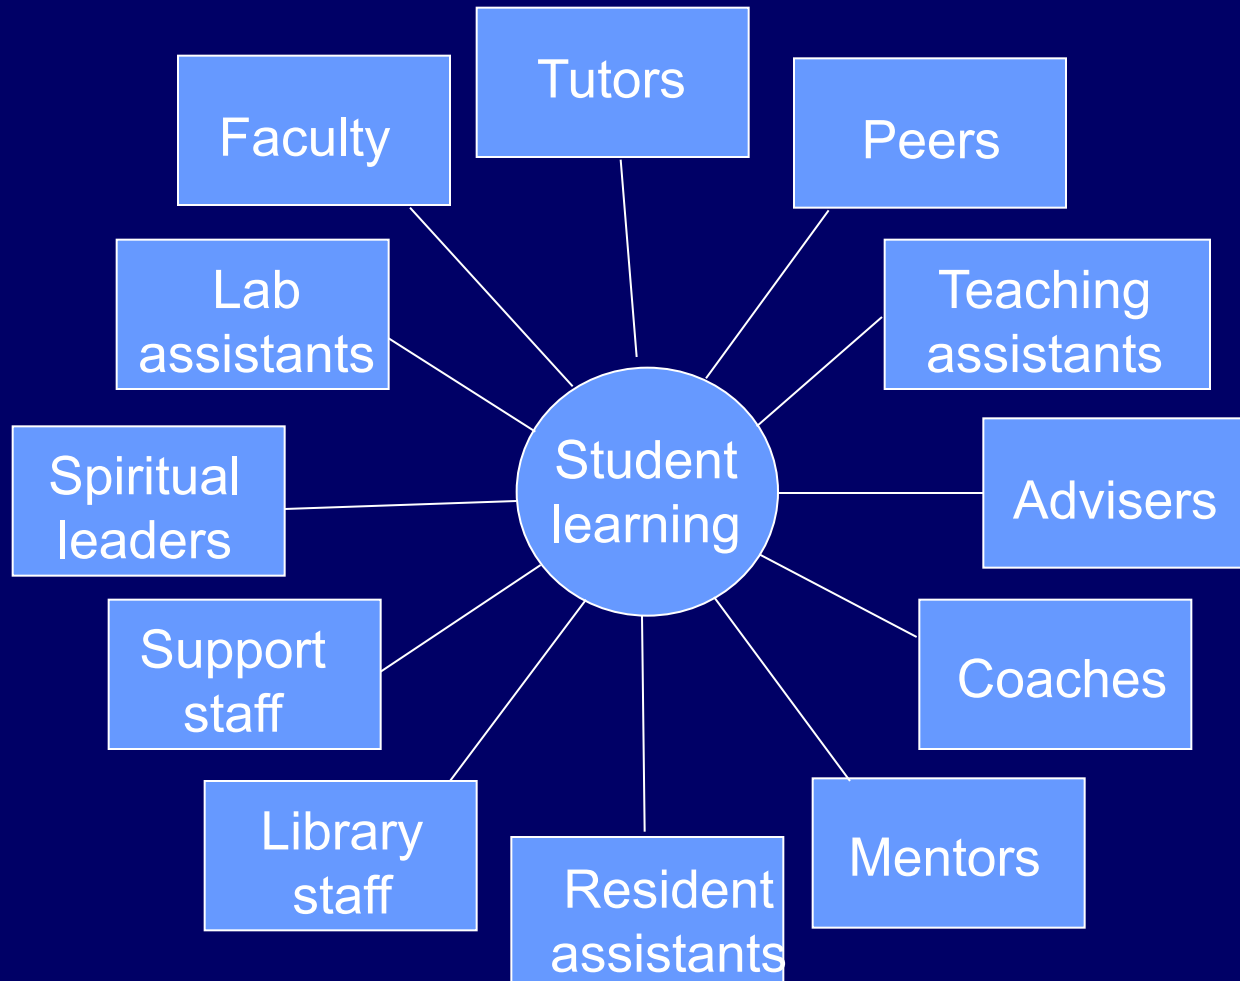 Tutors
Faculty
Peers
Lab
assistants
Teaching
assistants
Student
learning
Spiritual
leaders
Advisers
Support
staff
Coaches
Library
staff
Mentors
Resident
assistants